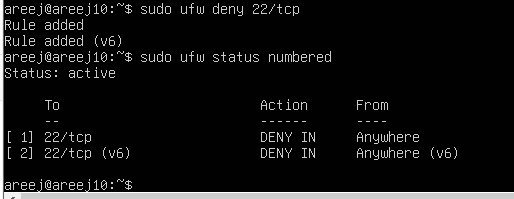 areej@areej10:~$ sudo ufw deny 22/tcp
Rule added
Rule added (v6)
areej@areej10:~$ sudo ufw status numbered
Status: active
To Action From
-- ------ ----
[ 1] 22/tcp DENY IN Anywhere
[ 2] 22/tcp (v6) DENY IN Anywhere (v6)
areej@areej10:~$